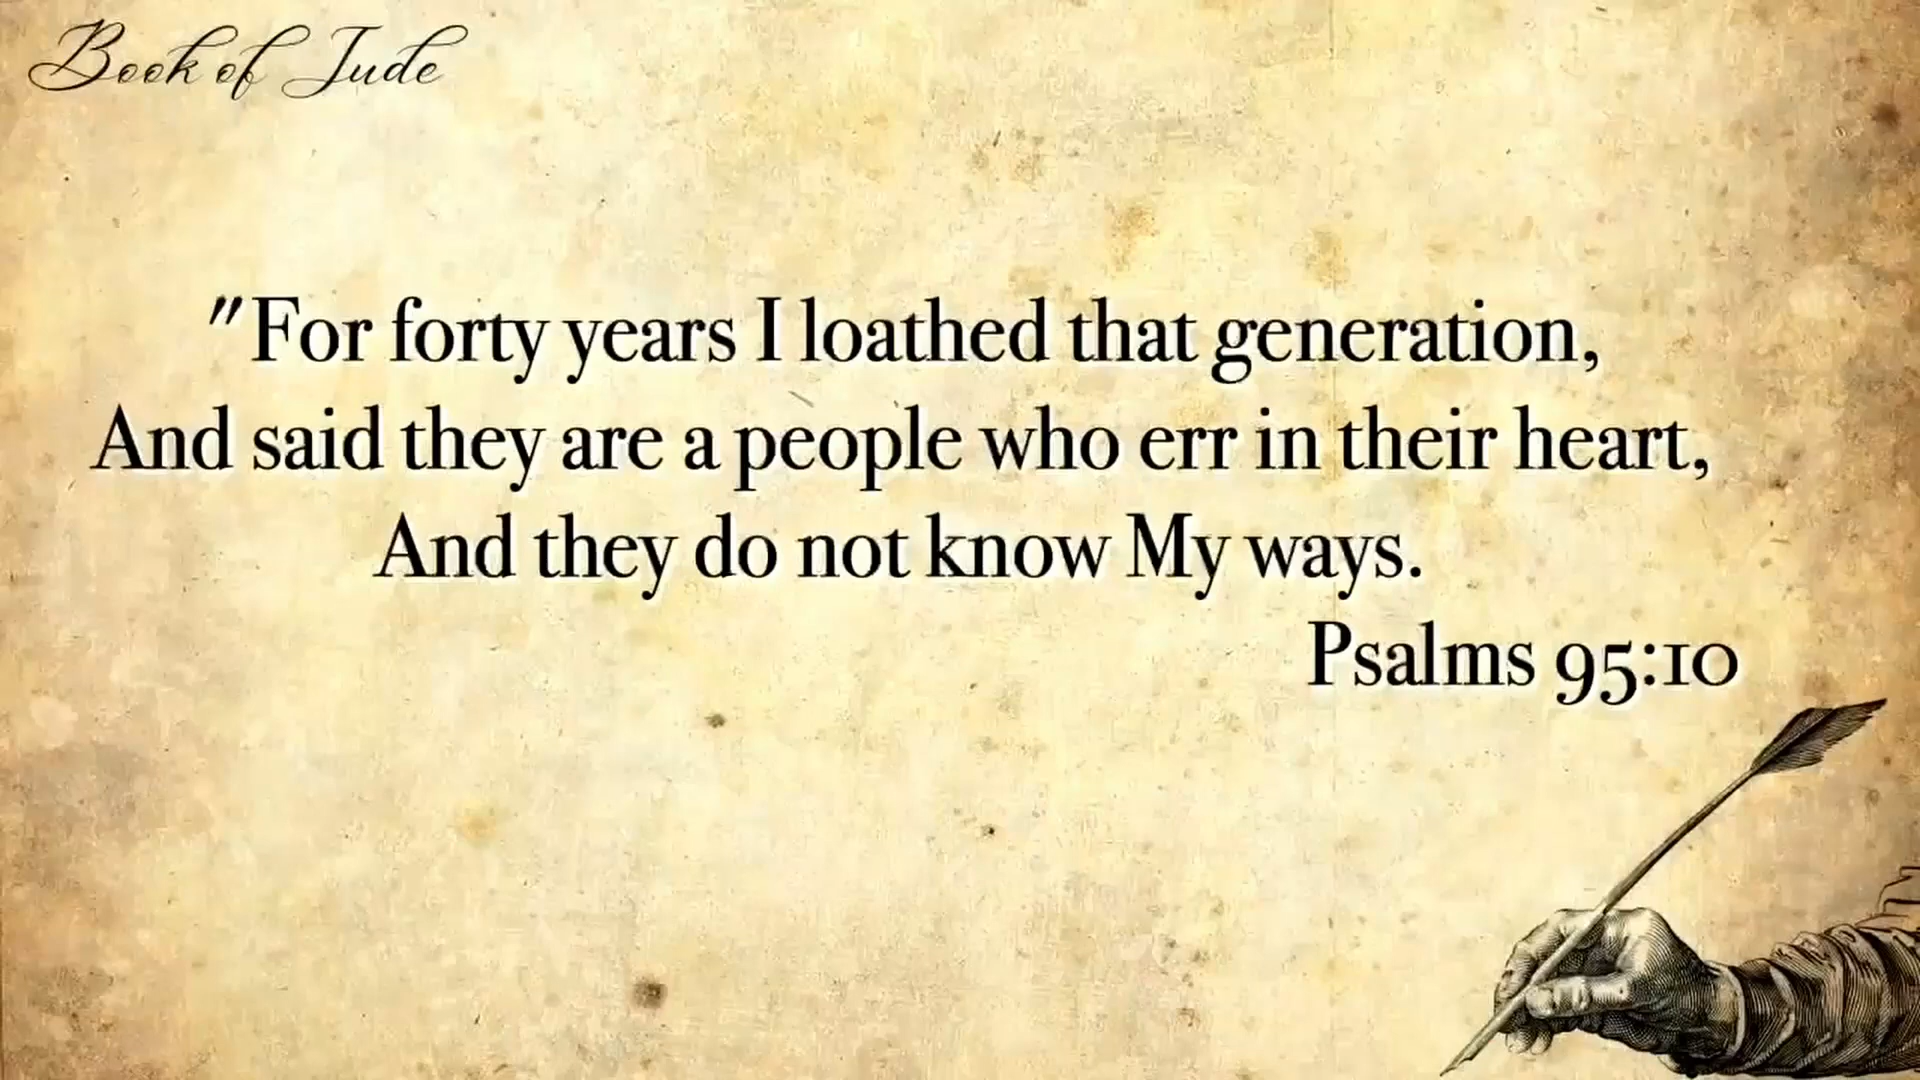 Book of Jude
"For forty years I loathed that generation,
And said they are a people who err in their heart,
And they do not know My ways.
Psalms 95:10